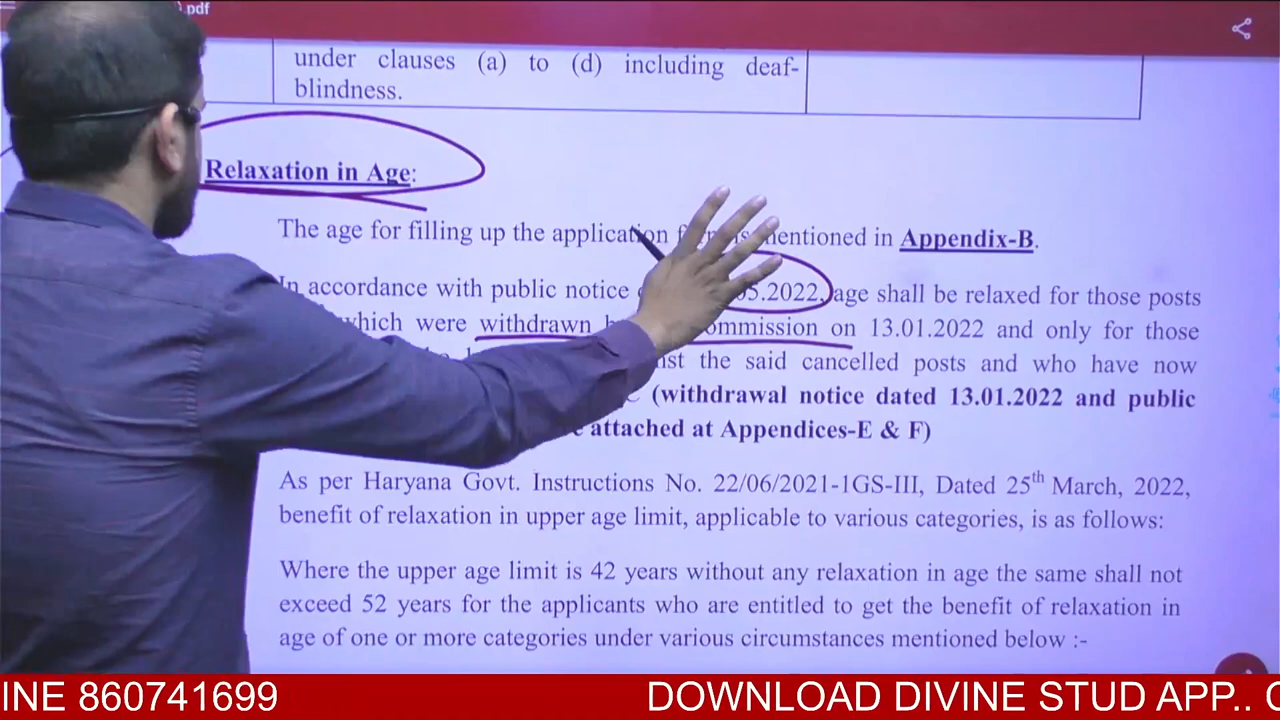 .pdf
under clauses (a) to (d) including deaf-
blindness.
Relaxation in Age:
The age for filling up the application is mentioned in Appendix-B.
In accordance with public notice 05.2022, age shall be relaxed for those posts
which were withdrawn Commission on 13.01.2022 and only for those
the said cancelled posts and who have now
(withdrawal notice dated 13.01.2022 and public
attached at Appendices-E & F)
As per Haryana Govt. Instructions No. 22/06/2021-1GS-III, Dated 25th March, 2022,
benefit of relaxation in upper age limit, applicable to various categories, is as follows:
Where the upper age limit is 42 years without any relaxation in age the same shall not
exceed 52 years for the applicants who are entitled to get the benefit of relaxation in
age of one or more categories under various circumstances mentioned below :-
INE 860741699 DOWNLOAD DIVINE STUD APP..